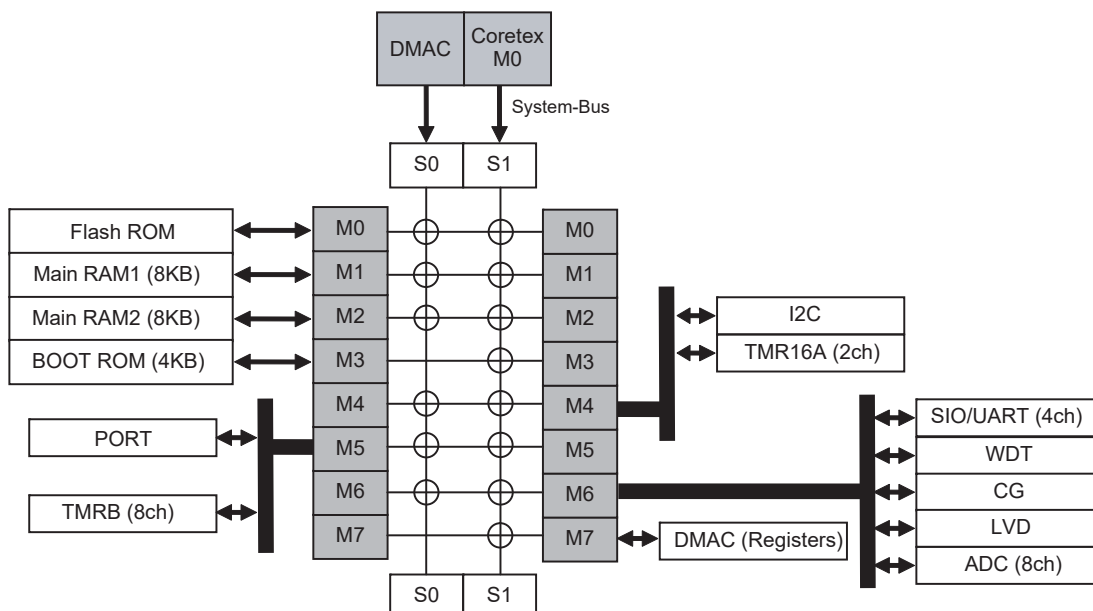 DMAC
Coretex
M0
System-Bus
S0
S1
Flash ROM
M0
M0
Main RAM1 (8KB)
M1
M1
Main RAM2 (8KB)
M2
M2
I2C
BOOT ROM (4KB)
M3
M3
TMR16A (2ch)
M4
M4
SIO/UART (4ch)
PORT
M5
M5
WDT
M6
M6
CG
TMRB (8ch)
LVD
M7
M7
DMAC (Registers)
ADC (8ch)
S0
S1